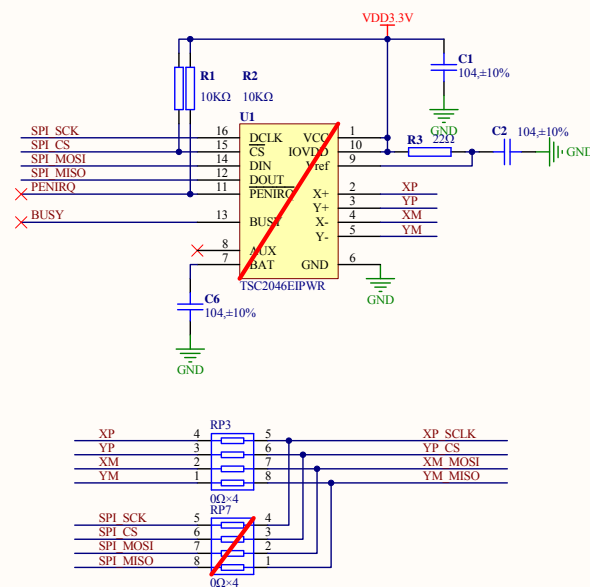 VDD3.3V
C1
104,±10%
GND
R1 R2
10KΩ 10KΩ
U1
SPI_SCK 16 DCLK VCC 1
SPI_CS 15 CS IOVDD 10 R3 22Ω C2 104,±10% GND
SPI_MOSI 14 DIN Vref 9
SPI_MISO 12 DOUT
PENIRQ 11 PENIRQ X+ 2 XP
Y+ 3 YP
BUSY 13 BUSY X- 4 XM
Y- 5 YM
8 AUX
7 BAT GND 6
TSC2046EIPWR
GND
C6
104,±10%
GND
RP3
XP 4 5 XP_SCLK
YP 3 6 YP_CS
XM 2 7 XM_MOSI
YM 1 8 YM_MISO
0Ω×4
RP7
SPI_SCK 5 4
SPI_CS 6 3
SPI_MOSI 7 2
SPI_MISO 8 1
0Ω×4